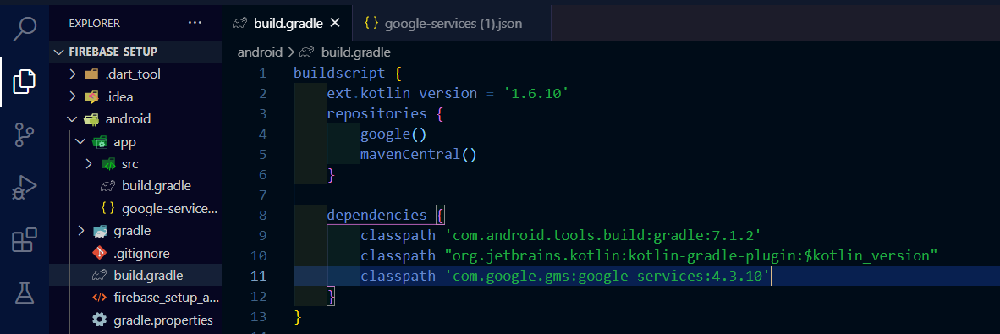 EXPLORER ···
FIREBASE_SETUP
.dart_tool
.idea
android
app
src
build.gradle
google-service...
gradle
.gitignore
build.gradle
firebase_setup_a...
gradle.properties
build.gradle
google-services (1).json
android > build.gradle
1 buildscript {
2 ext.kotlin_version = '1.6.10'
3 repositories {
4 google()
5 mavenCentral()
6 }
7
8 dependencies {
9 classpath 'com.android.tools.build:gradle:7.1.2'
10 classpath "org.jetbrains.kotlin:kotlin-gradle-plugin:$kotlin_version"
11 classpath 'com.google.gms:google-services:4.3.10'
12 }
13 }